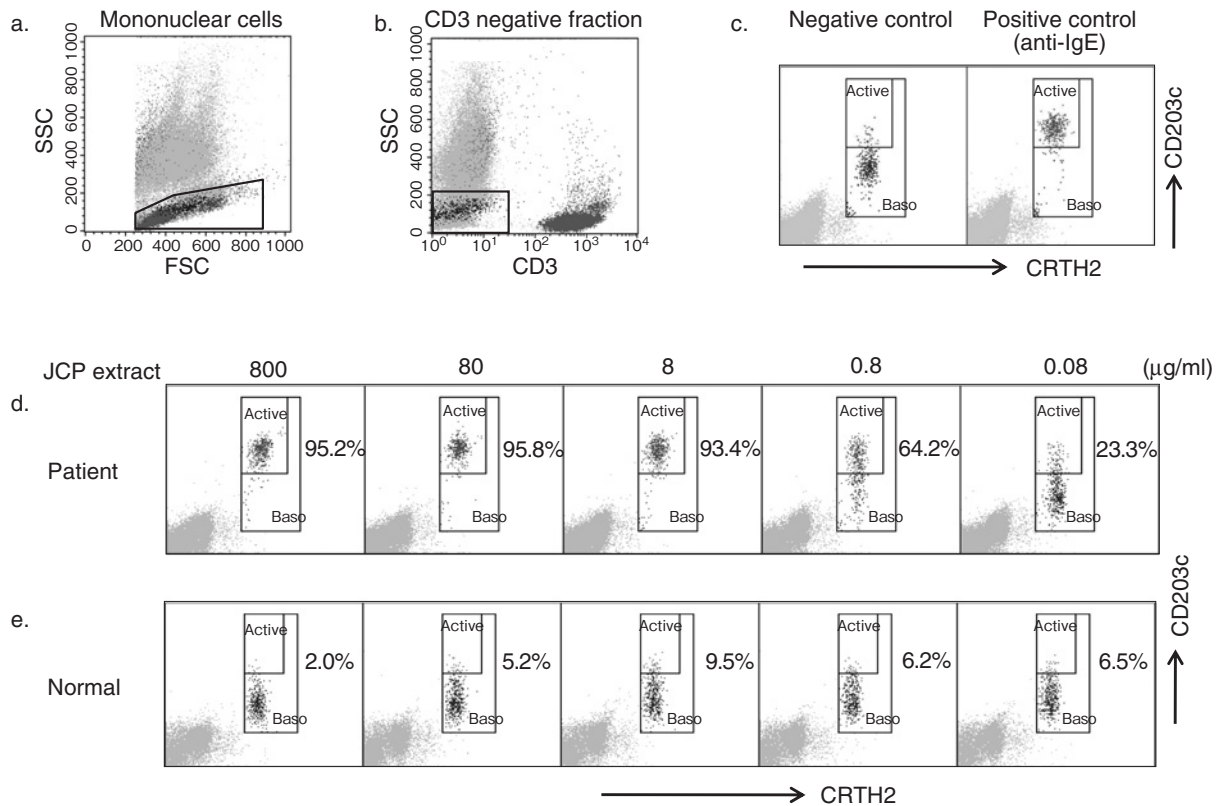 a.
Mononuclear cells
SSC
0 200 400 600 800 1000
0 200 400 600 800 1000
FSC
b.
CD3 negative fraction
SSC
0 200 400 600 800 1000
10⁰ 10¹ 10² 10³ 10⁴
CD3
c.
Negative control
Positive control
(anti-IgE)
Active
Baso
Active
Baso
CD203c
CRTH2
JCP extract 800 80 8 0.8 0.08 (μg/ml)
d.
Patient
Active
95.2%
Baso
Active
95.8%
Baso
Active
93.4%
Baso
Active
64.2%
Baso
Active
23.3%
Baso
e.
Normal
Active
2.0%
Baso
Active
5.2%
Baso
Active
9.5%
Baso
Active
6.2%
Baso
Active
6.5%
Baso
CD203c
CRTH2